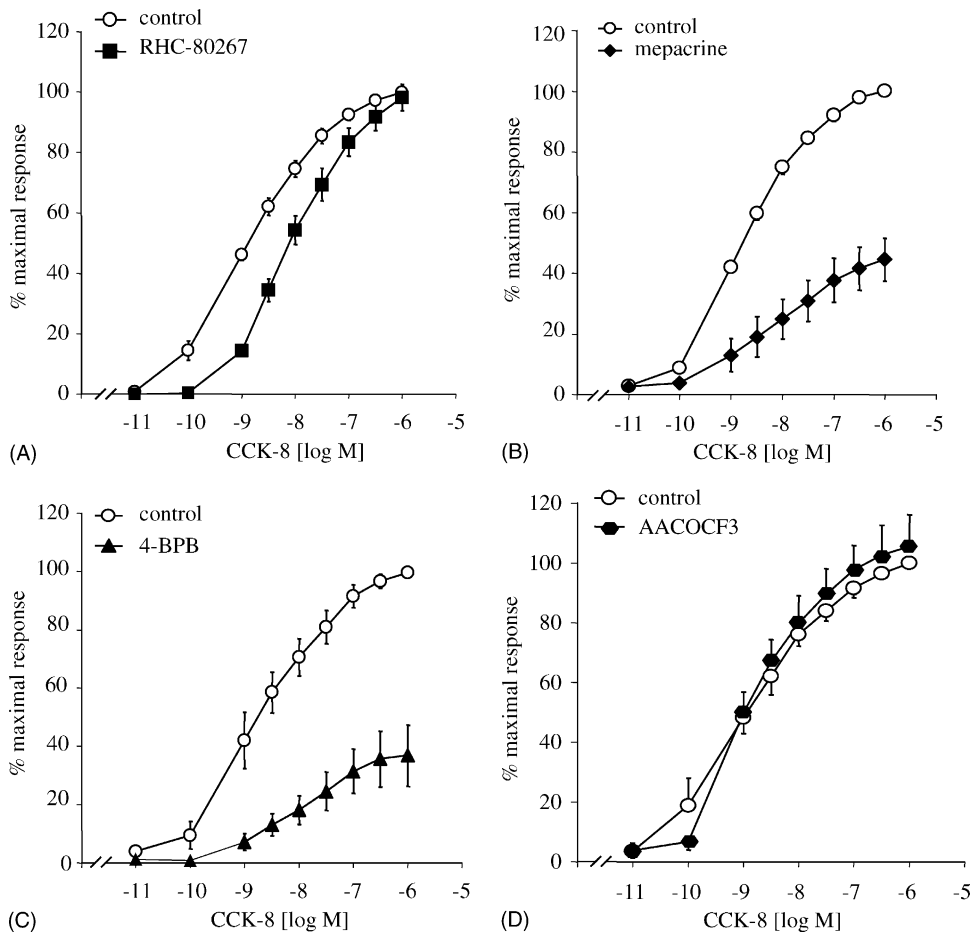 control
RHC-80267
120
100
80
60
40
20
0
% maximal response
-11 -10 -9 -8 -7 -6 -5
CCK-8 [log M]
(A)
control
mepacrine
120
100
80
60
40
20
0
% maximal response
-11 -10 -9 -8 -7 -6 -5
CCK-8 [log M]
(B)
control
4-BPB
120
100
80
60
40
20
0
% maximal response
-11 -10 -9 -8 -7 -6 -5
CCK-8 [log M]
(C)
control
AACOCF3
120
100
80
60
40
20
0
% maximal response
-11 -10 -9 -8 -7 -6 -5
CCK-8 [log M]
(D)